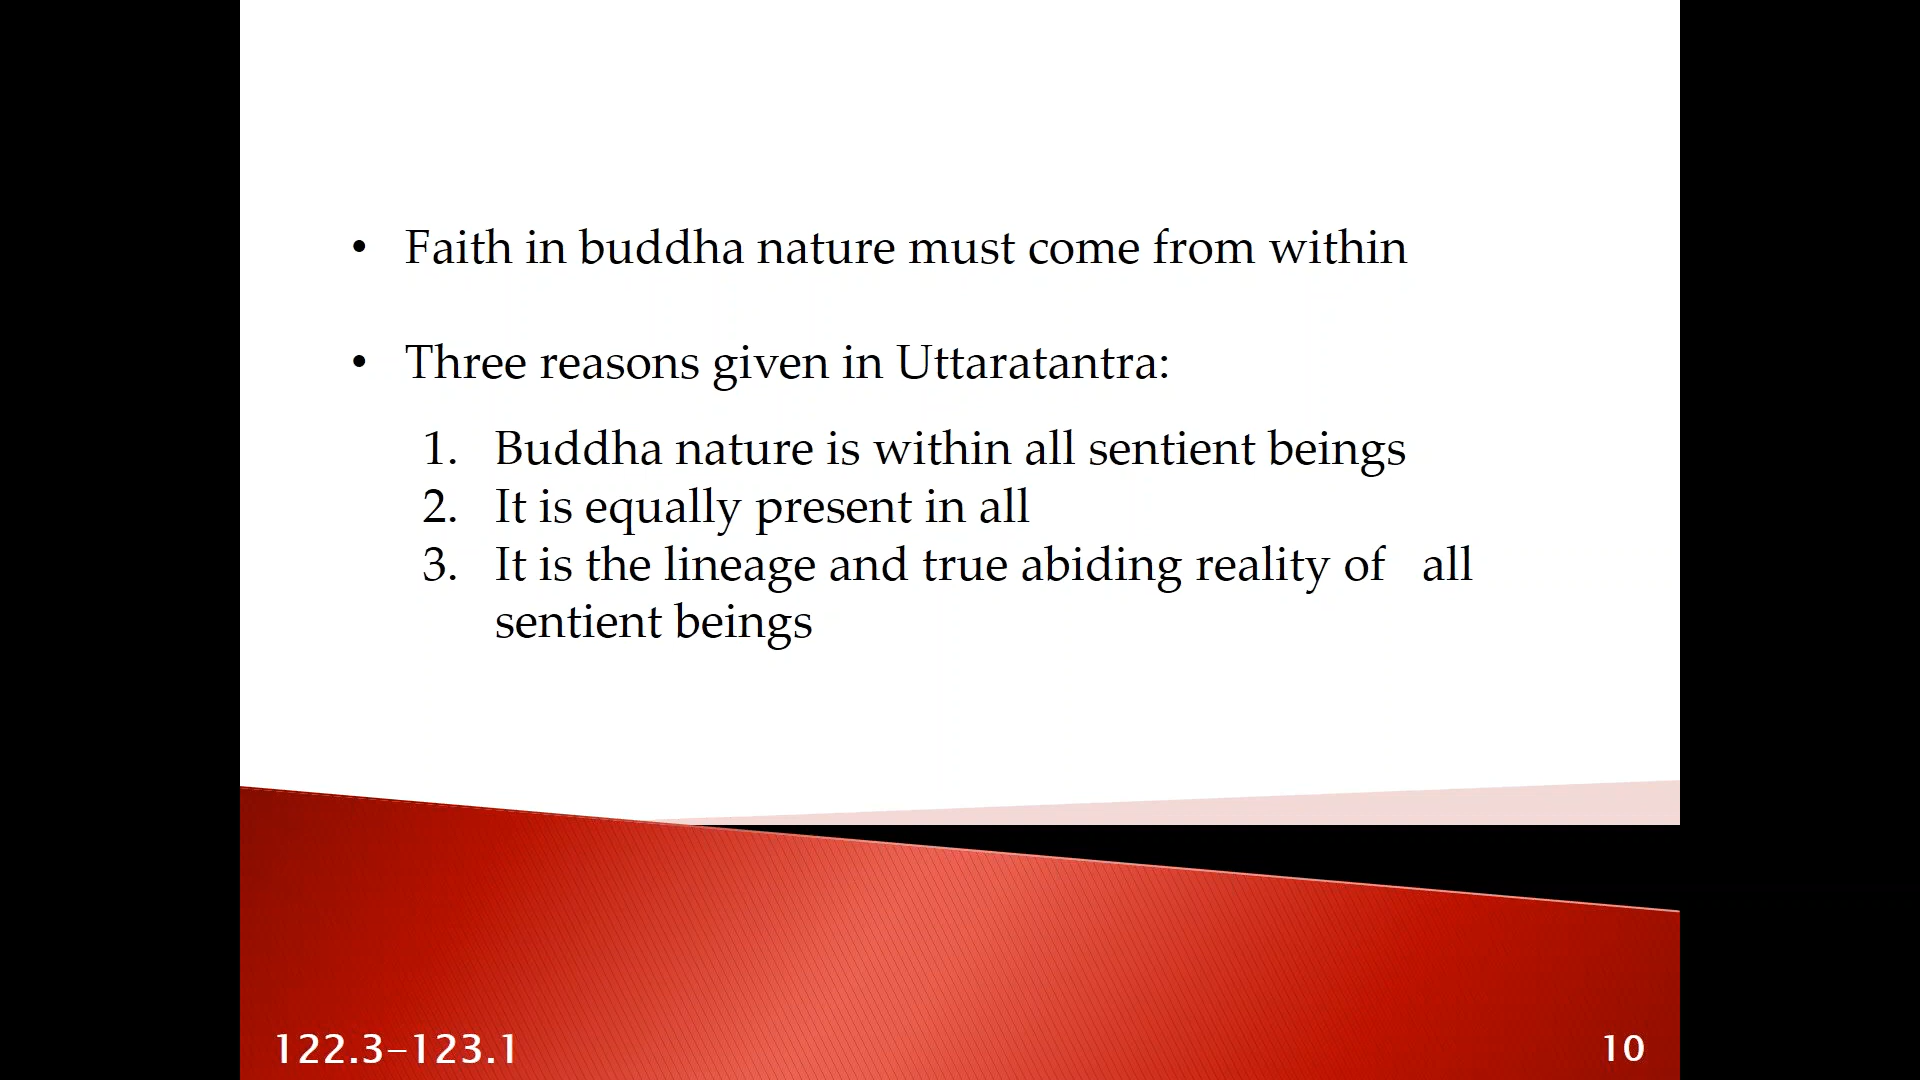 • Faith in buddha nature must come from within
• Three reasons given in Uttaratantra:
1. Buddha nature is within all sentient beings
2. It is equally present in all
3. It is the lineage and true abiding reality of all
sentient beings
122.3–123.1
10